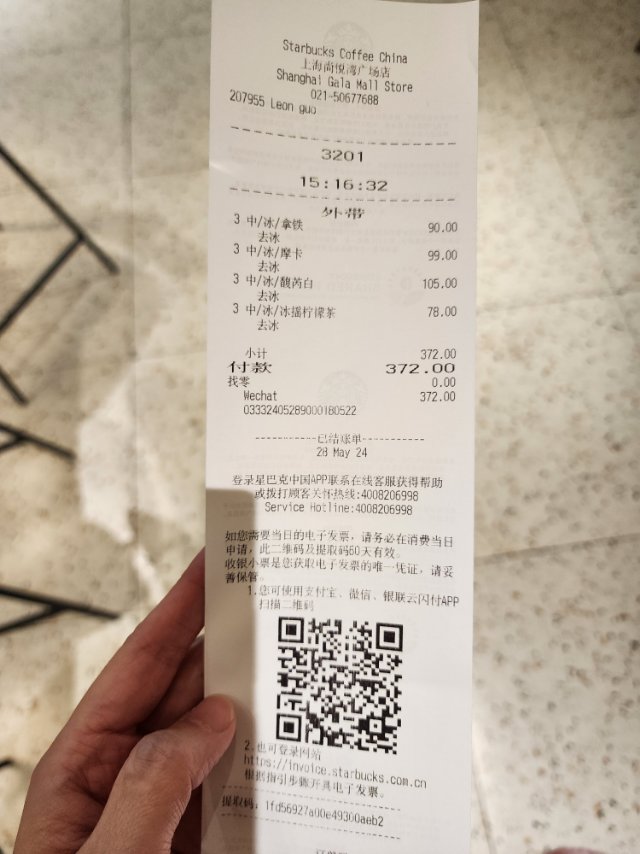 Starbucks Coffee China
上海尚悦湾广场店
Shanghai Gala Mall Store
021-50677688
207955 Leon guo
3201
15:16:32
外带
3 中/冰/拿铁 90.00
去冰
3 中/冰/摩卡 99.00
去冰
3 中/冰/馥芮白 105.00
去冰
3 中/冰/冰摇柠檬茶 78.00
去冰
小计 372.00
付款 372.00
找零 0.00
Wechat 372.00
03332405289000180522
------------已结账单------------
28 May 24
登录星巴克中国APP联系在线客服获得帮助
或拨打顾客关怀热线:4008206998
Service Hotline:4008206998
如您需要当日的电子发票，请务必在消费当日
申请，此二维码及提取码60天有效。
收银小票是您获取电子发票的唯一凭证，请妥
善保管。
1.您可使用支付宝、微信、银联云闪付APP
扫描二维码
2.也可登录网站
https://invoice.starbucks.com.cn
根据指引步骤开具电子发票。
提取码：1fd56927a00e49300aeb2